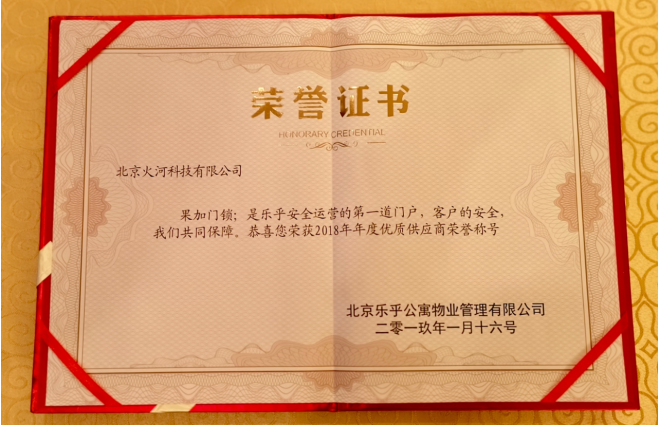 荣誉证书
HONORARY CREDENTIAL
北京火河科技有限公司
果加门锁；是乐乎安全运营的第一道门户，客户的安全，
我们共同保障。恭喜您荣获2018年年度优质供应商荣誉称号
北京乐乎公寓物业管理有限公司
二零一玖年一月十六号